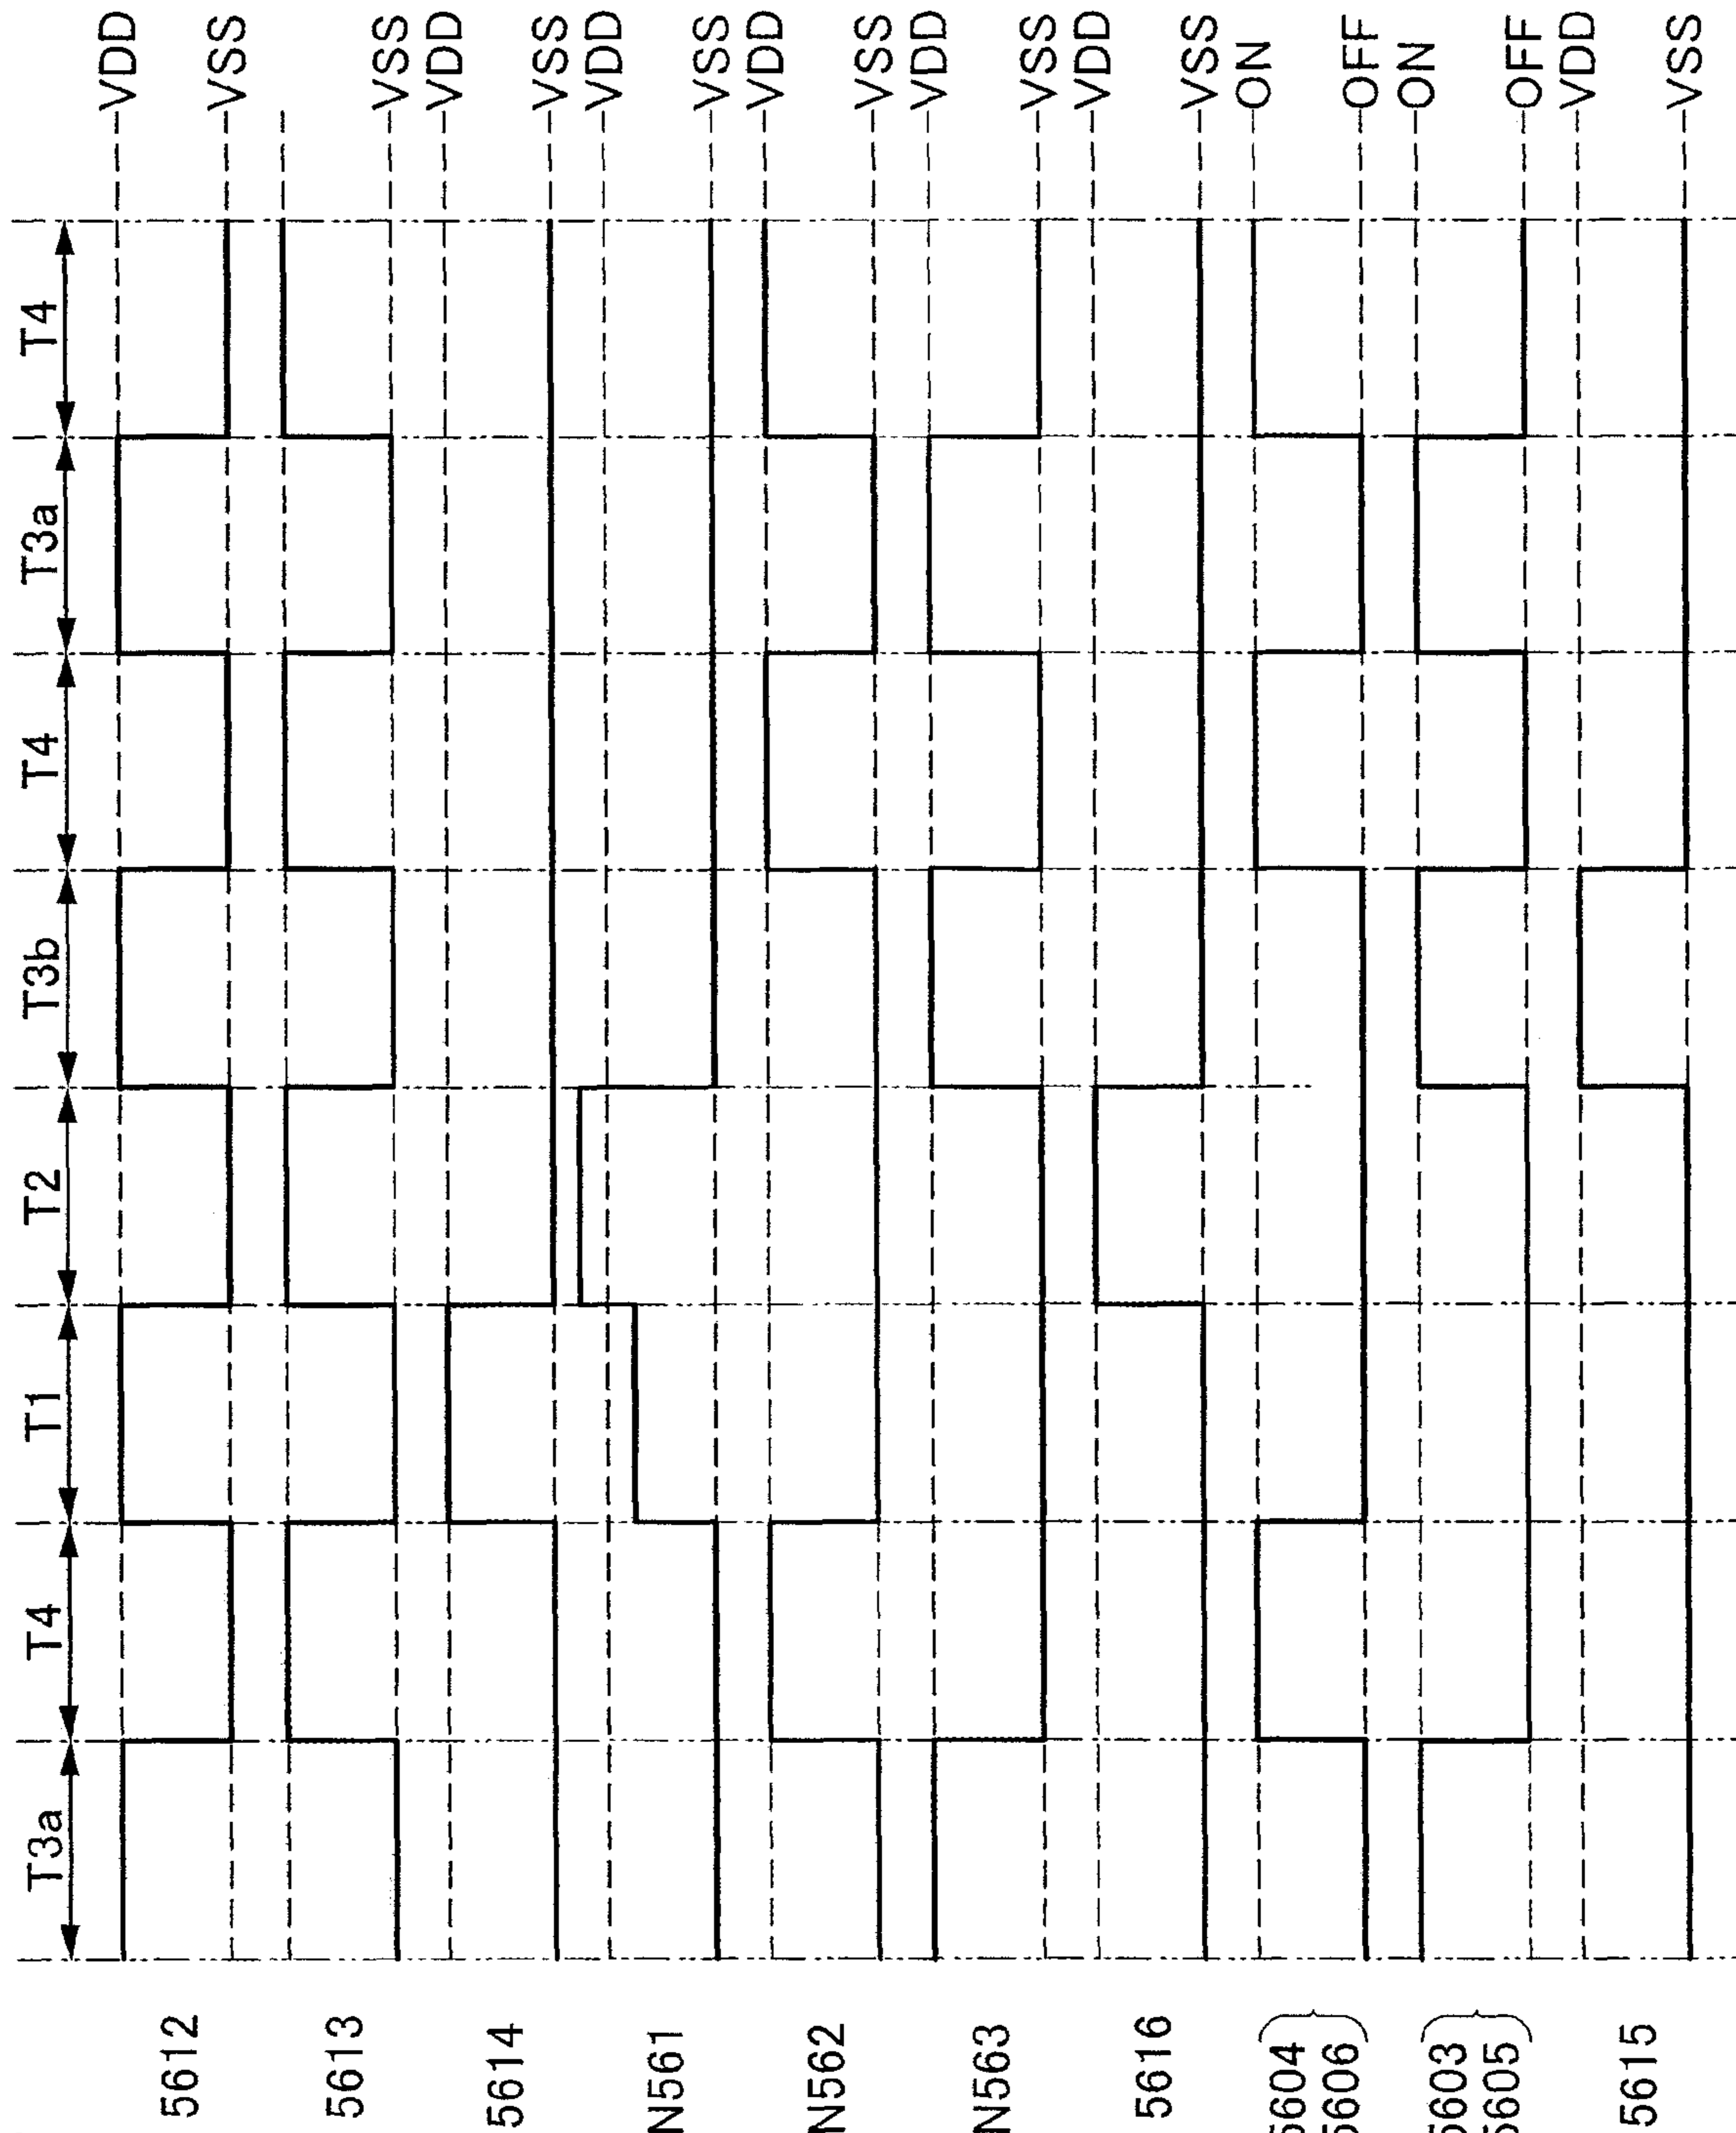 T3a T4 T1 T2 T3b T4 T3a T4
VDD
5612
VSS
5613
VSS
VDD
5614
VSS
VDD
N561
VSS
VDD
N562
VSS
VDD
N563
VSS
VDD
5616
VSS
ON
5604
5606
OFF
ON
5603
5605
OFF
VDD
5615
VSS